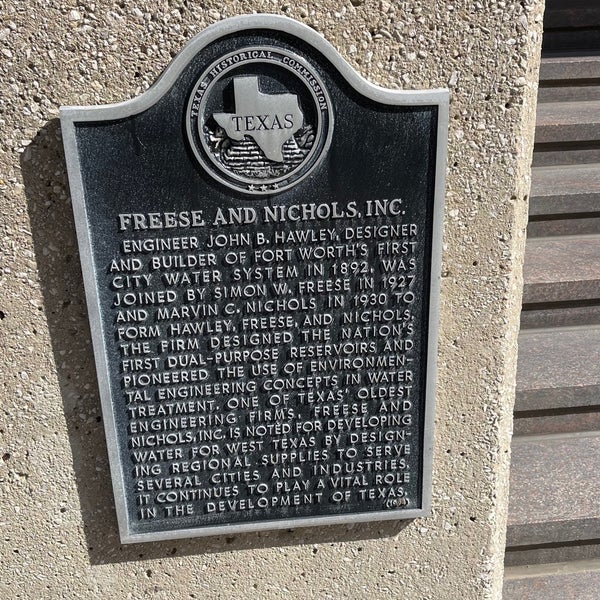 TEXAS HISTORICAL COMMISSION
TEXAS
FREESE AND NICHOLS, INC.
ENGINEER JOHN B. HAWLEY, DESIGNER
AND BUILDER OF FORT WORTH'S FIRST
CITY WATER SYSTEM IN 1892, WAS
JOINED BY SIMON W. FREESE IN 1927
AND MARVIN C. NICHOLS IN 1930 TO
FORM HAWLEY, FREESE, AND NICHOLS.
THE FIRM DESIGNED THE NATION'S
FIRST DUAL-PURPOSE RESERVOIRS AND
PIONEERED THE USE OF ENVIRONMEN-
TAL ENGINEERING CONCEPTS IN WATER
TREATMENT. ONE OF TEXAS' OLDEST
ENGINEERING FIRMS, FREESE AND
NICHOLS, INC. IS NOTED FOR DEVELOPING
WATER FOR WEST TEXAS BY DESIGN-
ING REGIONAL SUPPLIES TO SERVE
SEVERAL CITIES AND INDUSTRIES.
IT CONTINUES TO PLAY A VITAL ROLE
IN THE DEVELOPMENT OF TEXAS.